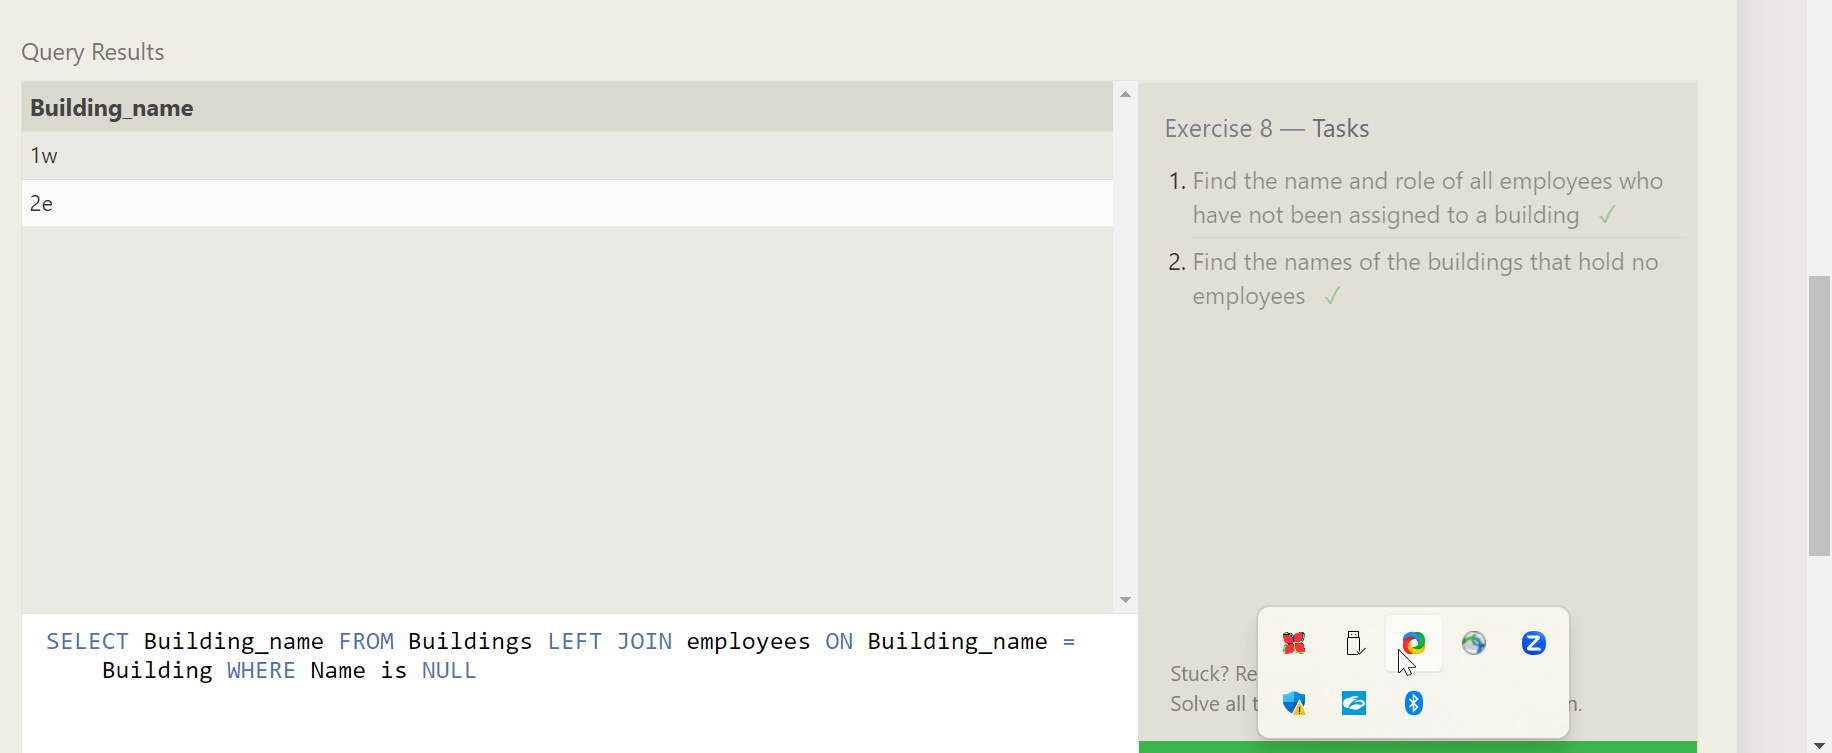 Query Results
Building_name
1w
2e
Exercise 8 — Tasks
1. Find the name and role of all employees who
have not been assigned to a building ✓
2. Find the names of the buildings that hold no
employees ✓
SELECT Building_name FROM Buildings LEFT JOIN employees ON Building_name =
Building WHERE Name is NULL
Stuck? Re
Solve all t
n.